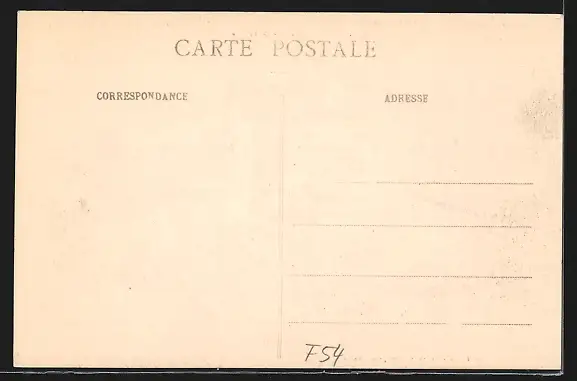 CARTE POSTALE
CORRESPONDANCE
ADRESSE
F54